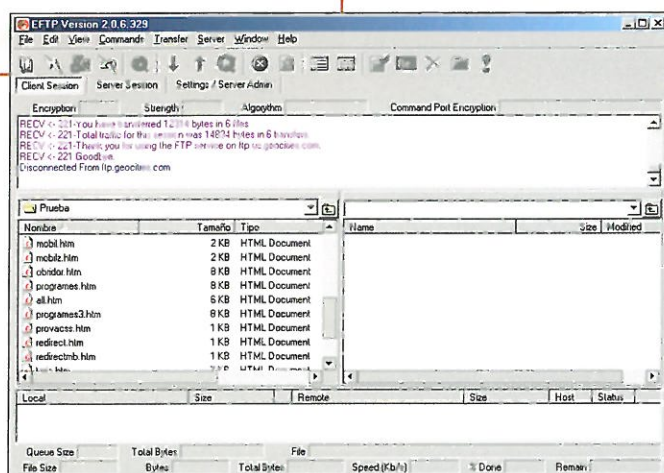 EFTP Version 2.0.6.329
File Edit View Commands Transfer Server Window Help
Client Session Server Session Settings / Server Admin
Encryption Strength Algorythm Command Port Encryption
RECV <- 221-You have transferred bytes in 6 files
RECV <- 221-Total traffic for this session was 14834 bytes in 6 transfers.
RECV <- 221-Thank you for using the FTP service on ftp.us.geocities.com.
RECV <- 221 Goodbye.
Disconnected From ftp.geocities.com
Prueba
Nombre Tamaño Tipo Name Size Modified
mobil.htm 2 KB HTML Document
mobilz.htm 2 KB HTML Document
obridor.htm 8 KB HTML Document
programes.htm 8 KB HTML Document
all.htm 6 KB HTML Document
programes3.htm 8 KB HTML Document
provacss.htm 1 KB HTML Document
redirect.htm 1 KB HTML Document
redirectmb.htm 1 KB HTML Document
Local Size Remote Size Host Status
Queue Size Total Bytes File
File Size Bytes Total Bytes Speed (Kb/s) % Done Remain